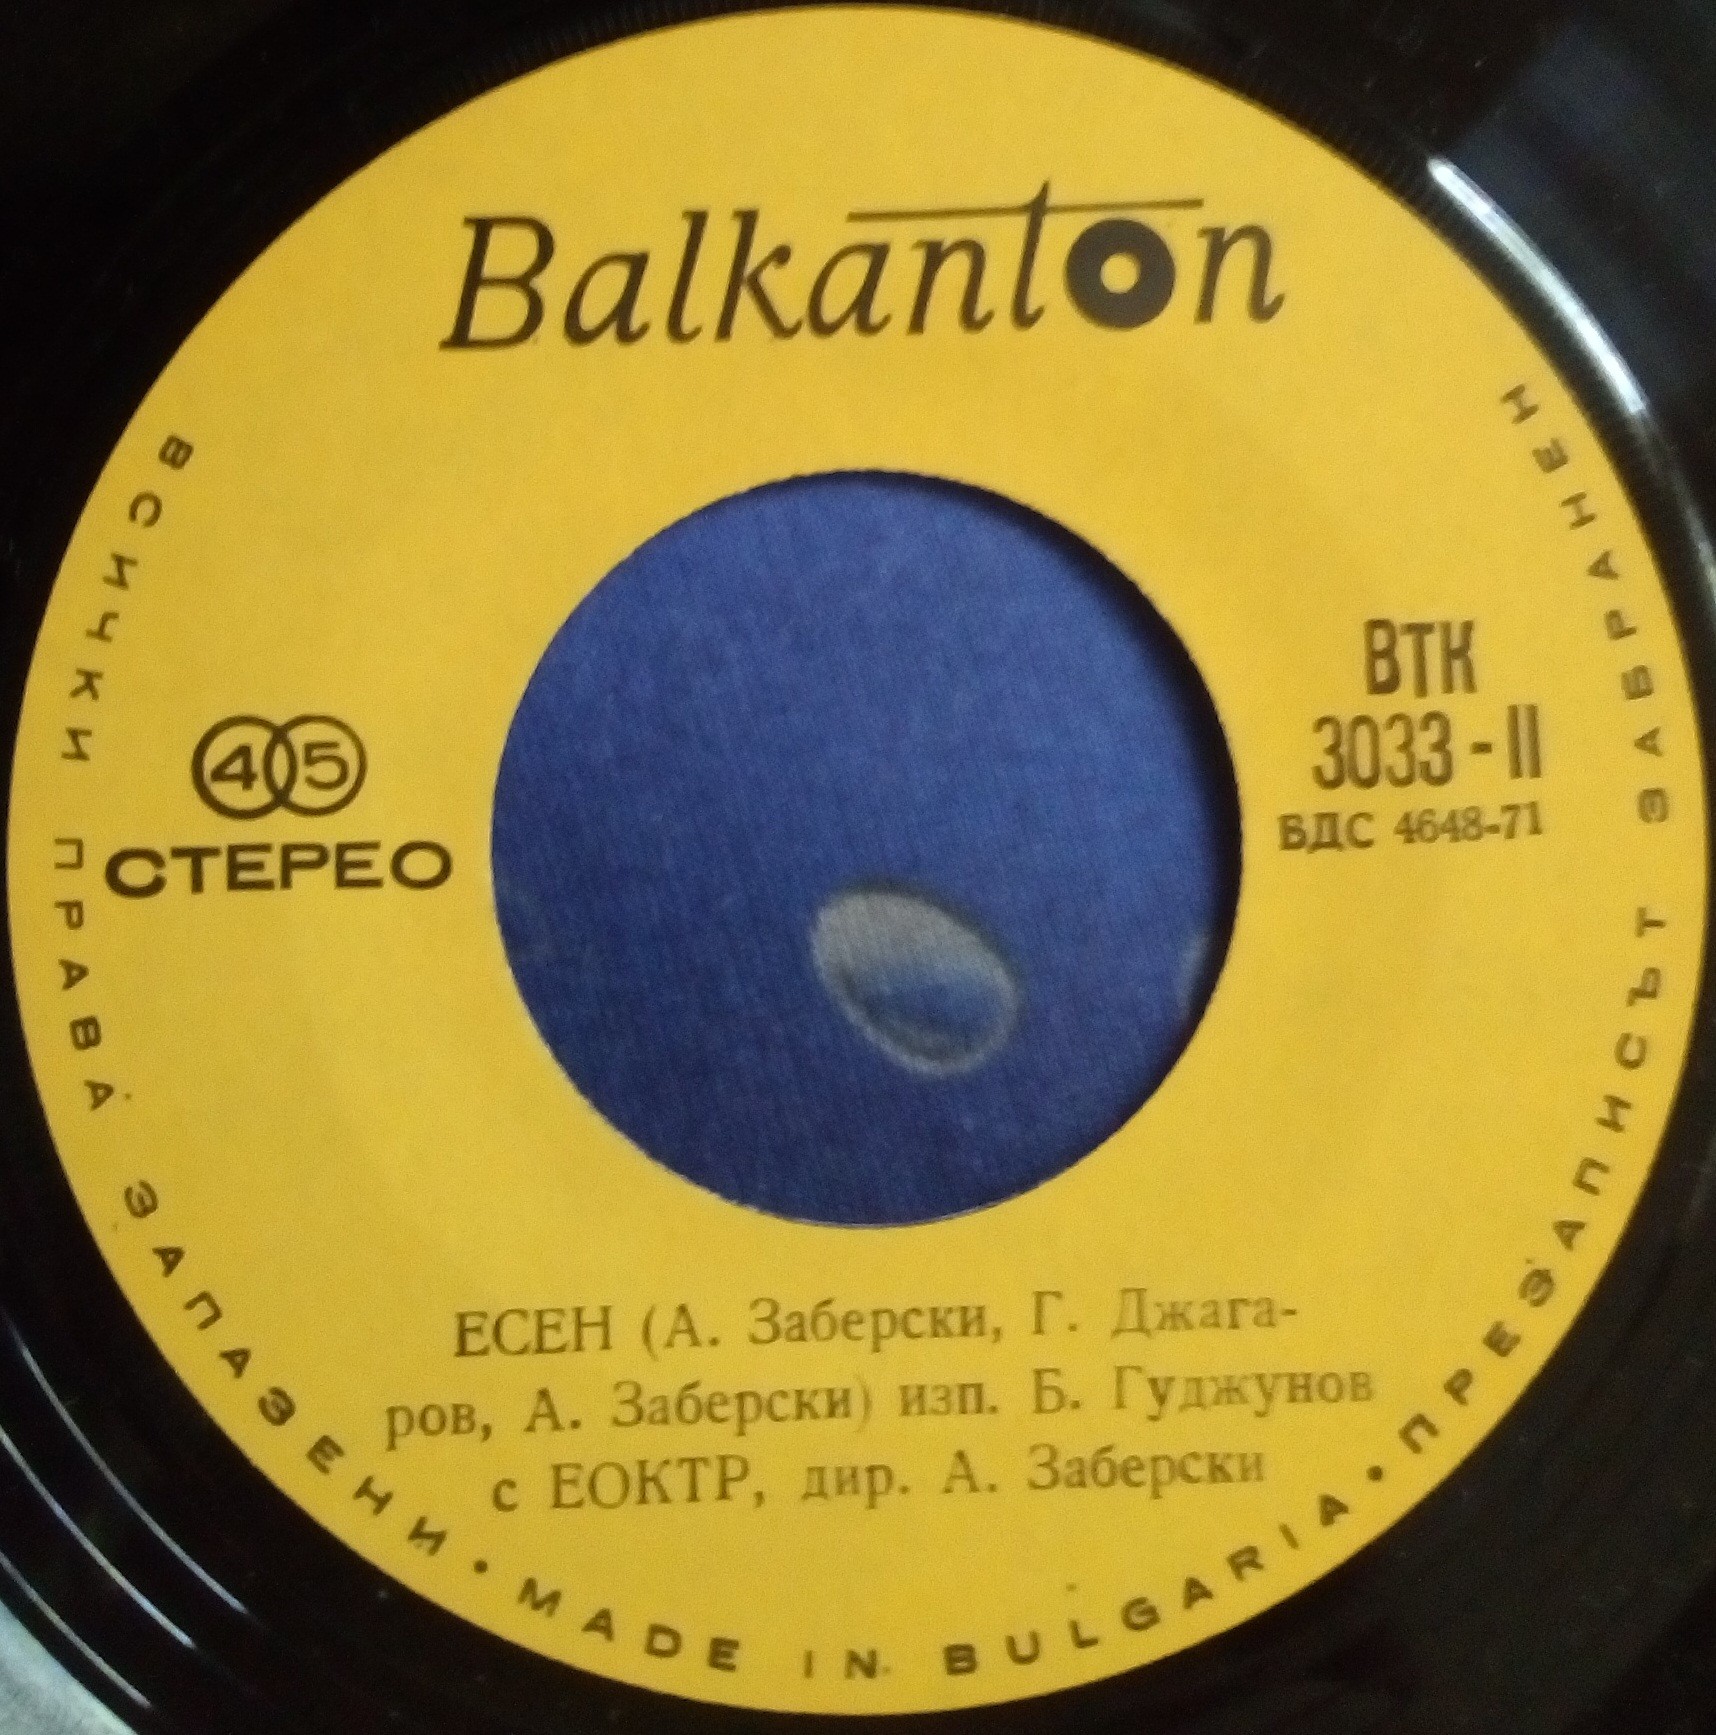 Balkanton
ВТК
3033-II
ВДС 4648-71
45
СТЕРЕО
ЕСЕН (А. Заберски, Г. Джага-
ров, А. Заберски) изп. Б. Гуджунов
с ЕОКТР, дир. А. Заберски
ВСИЧКИ ПРАВА ЗАПАЗЕНИ • MADE IN BULGARIA • ПРЕЗАПИСЪТ ЗАБРАНЕН